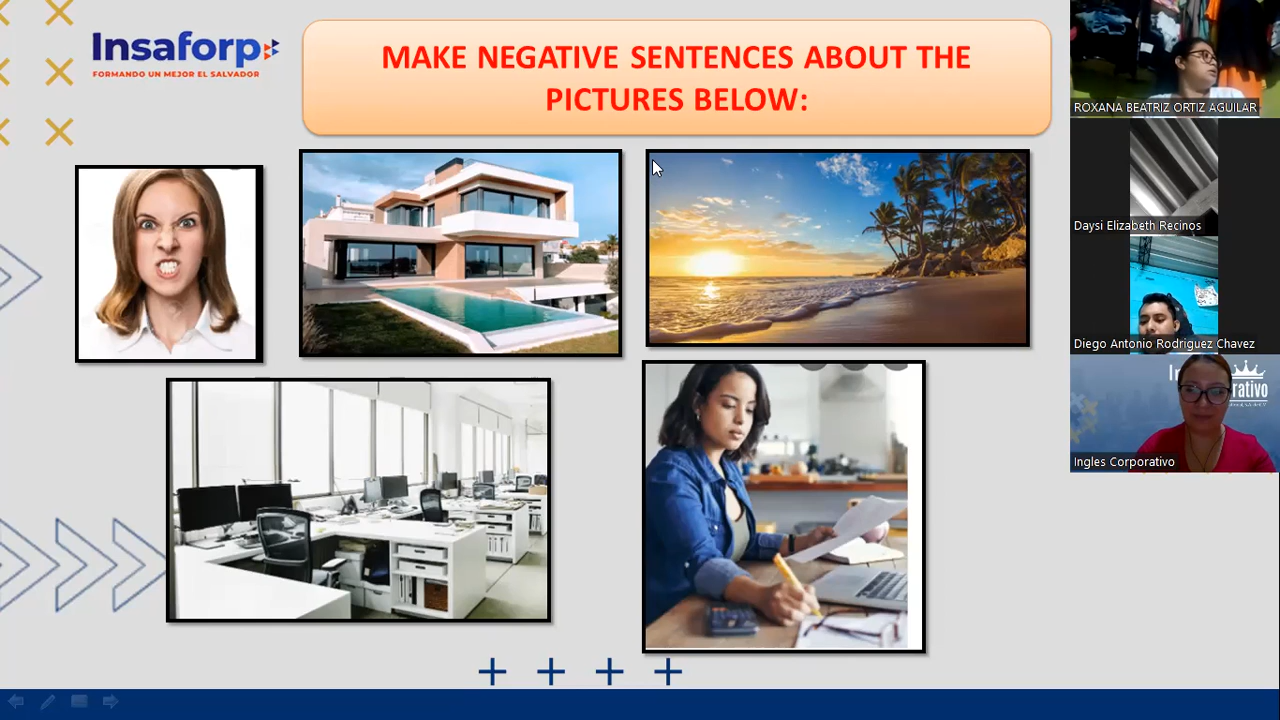 Insaforp
FORMANDO UN MEJOR EL SALVADOR
MAKE NEGATIVE SENTENCES ABOUT THE
PICTURES BELOW:
ROXANA BEATRIZ ORTIZ AGUILAR
Daysi Elizabeth Recinos
Diego Antonio Rodriguez Chavez
Ingles Corporativo